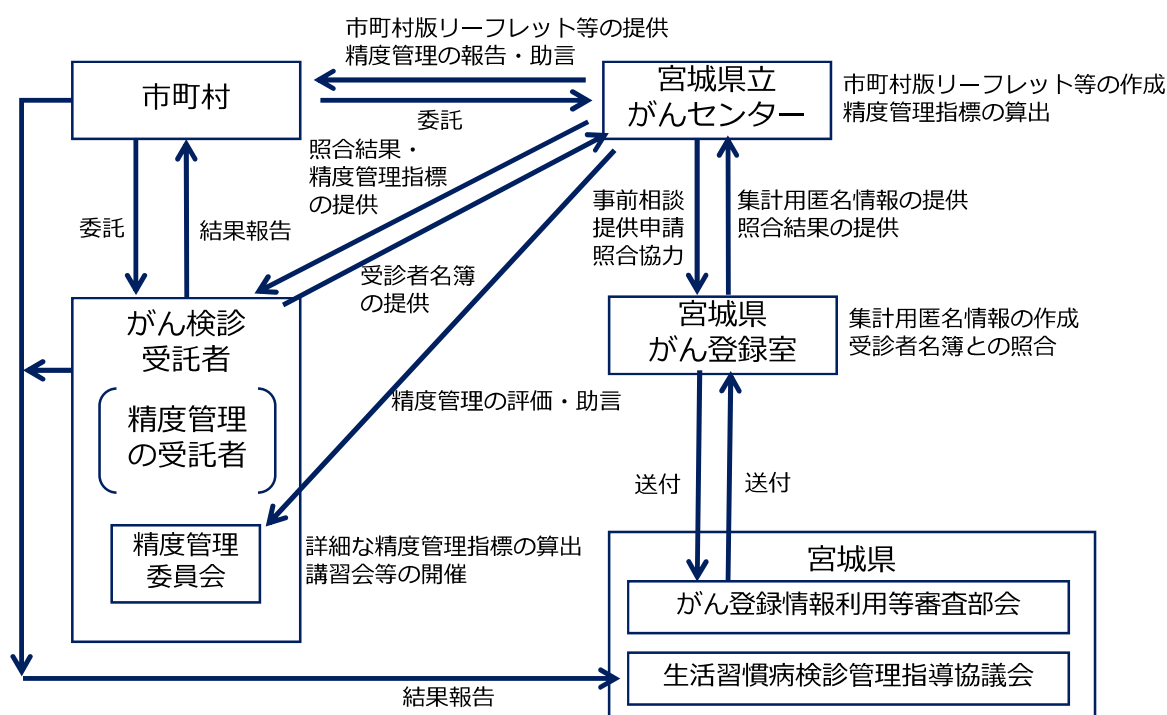 市町村版リーフレット等の提供
精度管理の報告・助言
市町村
宮城県立
がんセンター
市町村版リーフレット等の作成
精度管理指標の算出
委託
照合結果・
精度管理指標
の提供
委託
結果報告
事前相談
提供申請
照合協力
集計用匿名情報の提供
照合結果の提供
受診者名簿
の提供
がん検診
受託者
宮城県
がん登録室
集計用匿名情報の作成
受診者名簿との照合
精度管理
の受託者
精度管理の評価・助言
送付
送付
精度管理
委員会
詳細な精度管理指標の算出
講習会等の開催
宮城県
がん登録情報利用等審査部会
生活習慣病検診管理指導協議会
結果報告